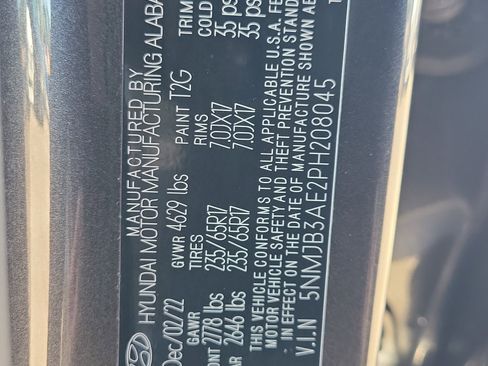 MANUFACTURED BY
HYUNDAI MOTOR MANUFACTURING ALABA
Dec/02/22 GVWR 4629 lbs PAINT T2G TRIM
GAWR TIRES RIMS COLD
ONT 2778 lbs 235/65R17 7.0JX17 35 psi
AR 2646 lbs 235/65R17 7.0JX17 35 psi
THIS VEHICLE CONFORMS TO ALL APPLICABLE U.S.A. FE
MOTOR VEHICLE SAFETY AND THEFT PREVENTION STAND
IN EFFECT ON THE DATE OF MANUFACTURE SHOWN AB
V.I.N 5NMJB3AE2PH208045